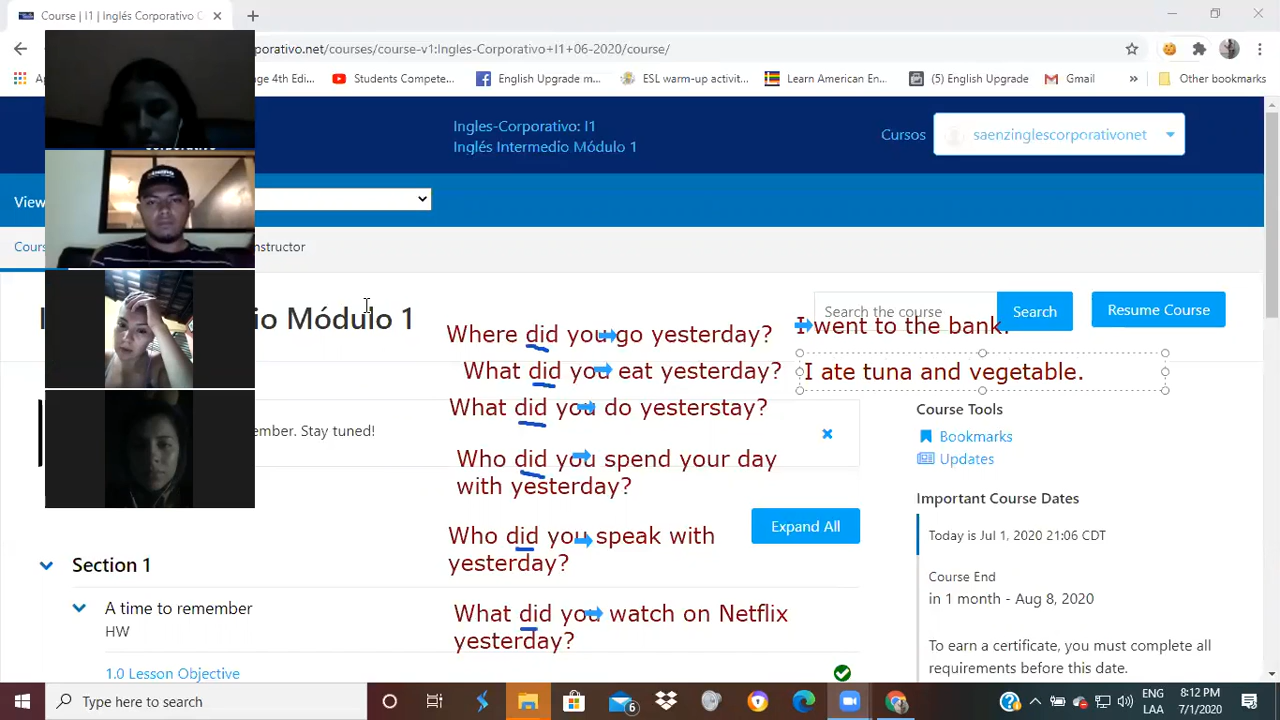 Course | I1 | Inglés Corporativo C
porativo.net/courses/course-v1:Ingles-Corporativo+I1+06-2020/course/
age 4th Edi...
Students Compete...
English Upgrade m...
ESL warm-up activit...
Learn American En...
(5) English Upgrade
Gmail
»
Other bookmarks
Ingles-Corporativo: I1
Inglés Intermedio Módulo 1
Cursos
saenzinglescorporativonet
View
Cours
nstructor
io Módulo 1
Search the course
Search
Resume Course
Where did you go yesterday?
I went to the bank.
What did you eat yesterday?
I ate tuna and vegetable.
What did you do yesterstay?
ember. Stay tuned!
Who did you spend your day
with yesterday?
Who did you speak with
yesterday?
What did you watch on Netflix
yesterday?
Expand All
Course Tools
Bookmarks
Updates
Important Course Dates
Today is Jul 1, 2020 21:06 CDT
Course End
in 1 month - Aug 8, 2020
To earn a certificate, you must complete all
requirements before this date.
Section 1
A time to remember
HW
1.0 Lesson Objective
Type here to search
6
ENG
LAA
8:12 PM
7/1/2020